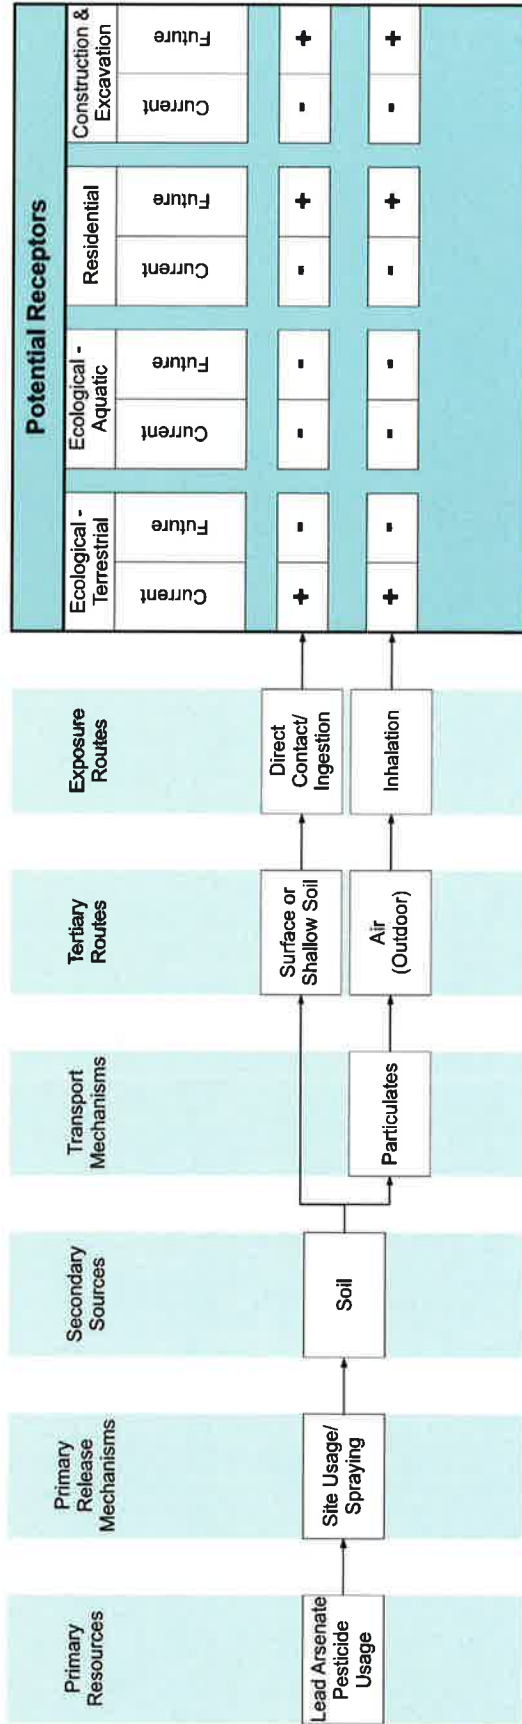 Primary
Resources
Primary
Release
Mechanisms
Secondary
Sources
Transport
Mechanisms
Tertiary
Routes
Exposure
Routes
Potential Receptors
Ecological -
Terrestrial
Ecological -
Aquatic
Residential
Construction &
Excavation
Current
Future
Current
Future
Current
Future
Current
Future
Lead Arsenate
Pesticide
Usage
Site Usage/
Spraying
Soil
Surface or
Shallow Soil
Direct
Contact/
Ingestion
+ - - - - + - +
Particulates
Air
(Outdoor)
Inhalation
+ - - - - + - +